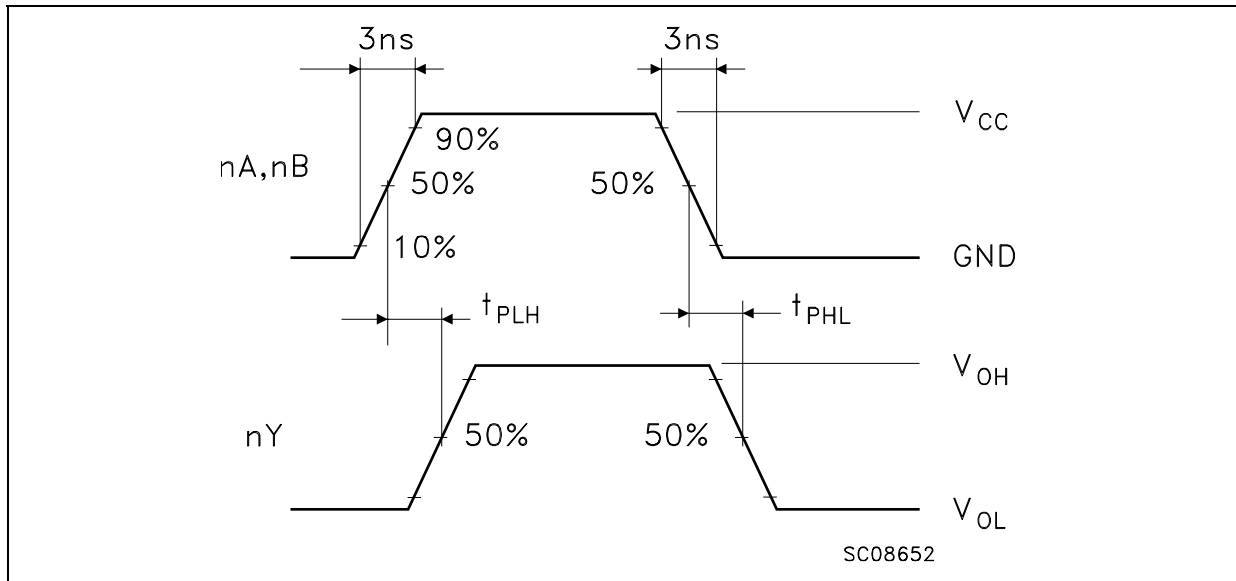 3ns 3ns
V_CC
90%
nA,nB 50% 50%
10% GND
t_PLH t_PHL
V_OH
nY 50% 50%
V_OL
SC08652